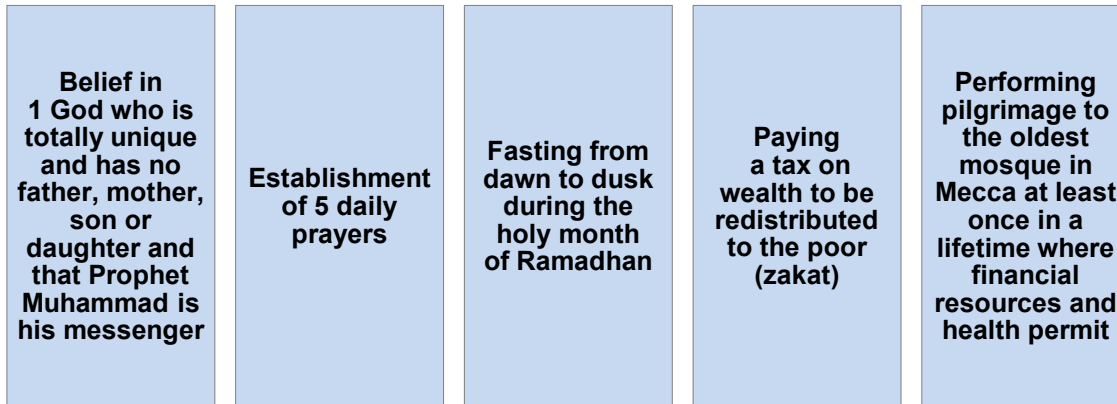 Belief in
1 God who is
totally unique
and has no
father, mother,
son or
daughter and
that Prophet
Muhammad is
his messenger
Establishment
of 5 daily
prayers
Fasting from
dawn to dusk
during the
holy month
of Ramadhan
Paying
a tax on
wealth to be
redistributed
to the poor
(zakat)
Performing
pilgrimage to
the oldest
mosque in
Mecca at least
once in a
lifetime where
financial
resources and
health permit